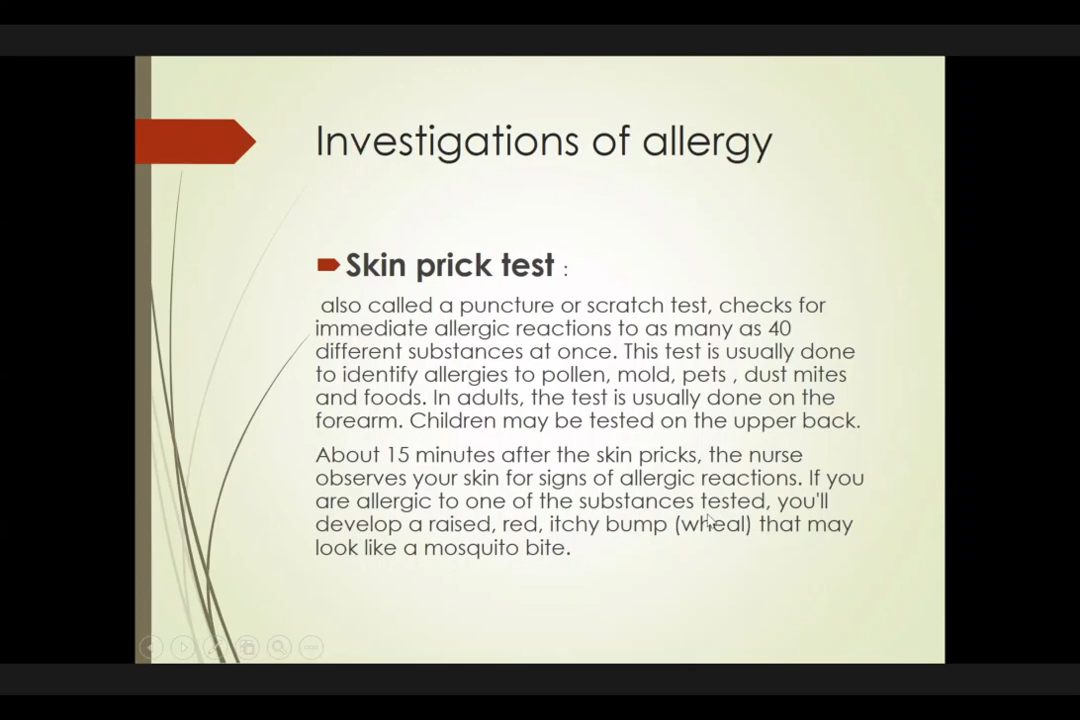 Investigations of allergy
Skin prick test :
also called a puncture or scratch test, checks for
immediate allergic reactions to as many as 40
different substances at once. This test is usually done
to identify allergies to pollen, mold, pets , dust mites
and foods. In adults, the test is usually done on the
forearm. Children may be tested on the upper back.
About 15 minutes after the skin pricks, the nurse
observes your skin for signs of allergic reactions. If you
are allergic to one of the substances tested, you'll
develop a raised, red, itchy bump (wheal) that may
look like a mosquito bite.